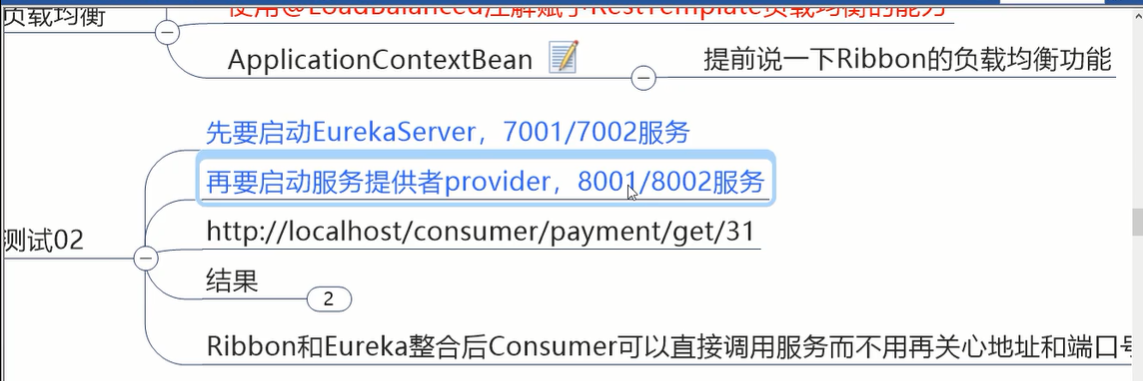 负载均衡
使用@LoadBalanced注解赋予RestTemplate负载均衡的能力
ApplicationContextBean
提前说一下Ribbon的负载均衡功能
先要启动EurekaServer，7001/7002服务
再要启动服务提供者provider，8001/8002服务
测试02
http://localhost/consumer/payment/get/31
结果
2
Ribbon和Eureka整合后Consumer可以直接调用服务而不用再关心地址和端口号